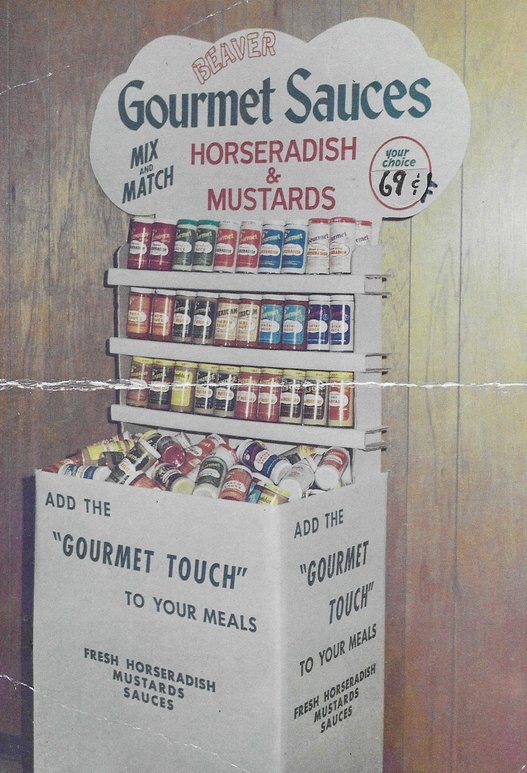 BEAVER
Gourmet Sauces
MIX
AND
MATCH
HORSERADISH
&
MUSTARDS
your
choice
69¢
ADD THE
"GOURMET TOUCH"
TO YOUR MEALS
FRESH HORSERADISH
MUSTARDS
SAUCES
ADD THE
"GOURMET
TOUCH"
TO YOUR MEALS
FRESH HORSERADISH
MUSTARDS
SAUCES